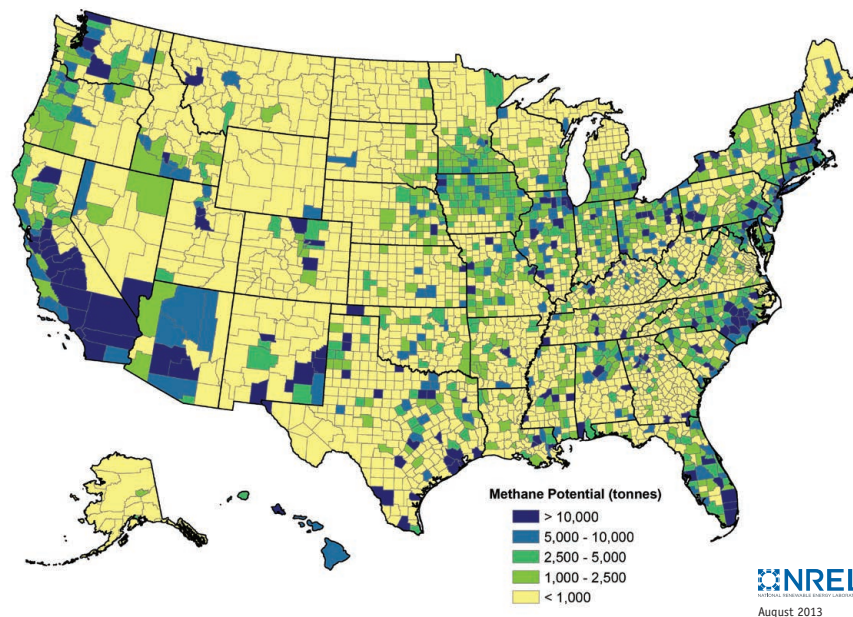 Methane Potential (tonnes)
> 10,000
5,000 - 10,000
2,500 - 5,000
1,000 - 2,500
< 1,000
NREL
NATIONAL RENEWABLE ENERGY LABORA
August 2013